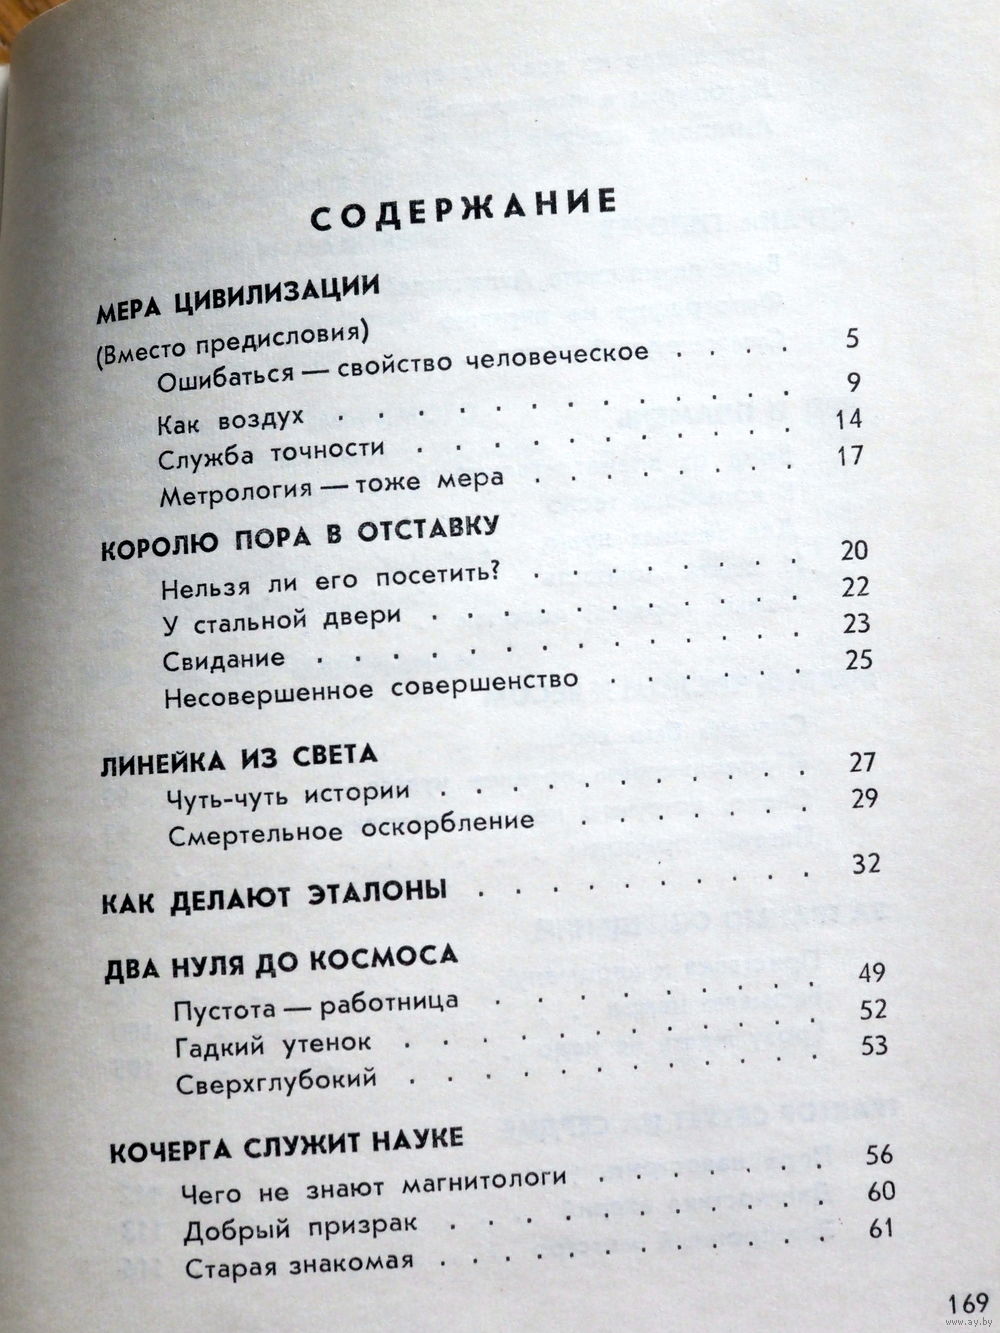 СОДЕРЖАНИЕ
МЕРА ЦИВИЛИЗАЦИИ
(Вместо предисловия)
Ошибаться — свойство человеческое . . . . 5
Как воздух . . . . . . . . . . . . . 9
Служба точности . . . . . . . . . . . 14
Метрология — тоже мера . . . . . . . 17
КОРОЛЮ ПОРА В ОТСТАВКУ
Нельзя ли его посетить? . . . . . . . . 20
У стальной двери . . . . . . . . . . . 22
Свидание . . . . . . . . . . . . . . 23
Несовершенное совершенство . . . . . . 25
ЛИНЕЙКА ИЗ СВЕТА
Чуть-чуть истории . . . . . . . . . . . 27
Смертельное оскорбление . . . . . . . 29
КАК ДЕЛАЮТ ЭТАЛОНЫ . . . . . . . . . . 32
ДВА НУЛЯ ДО КОСМОСА
Пустота — работница . . . . . . . . . 49
Гадкий утенок . . . . . . . . . . . . 52
Сверхглубокий . . . . . . . . . . . . 53
КОЧЕРГА СЛУЖИТ НАУКЕ
Чего не знают магнитологи . . . . . . . 56
Добрый призрак . . . . . . . . . . . 60
Старая знакомая . . . . . . . . . . . 61
169
www.ay.by